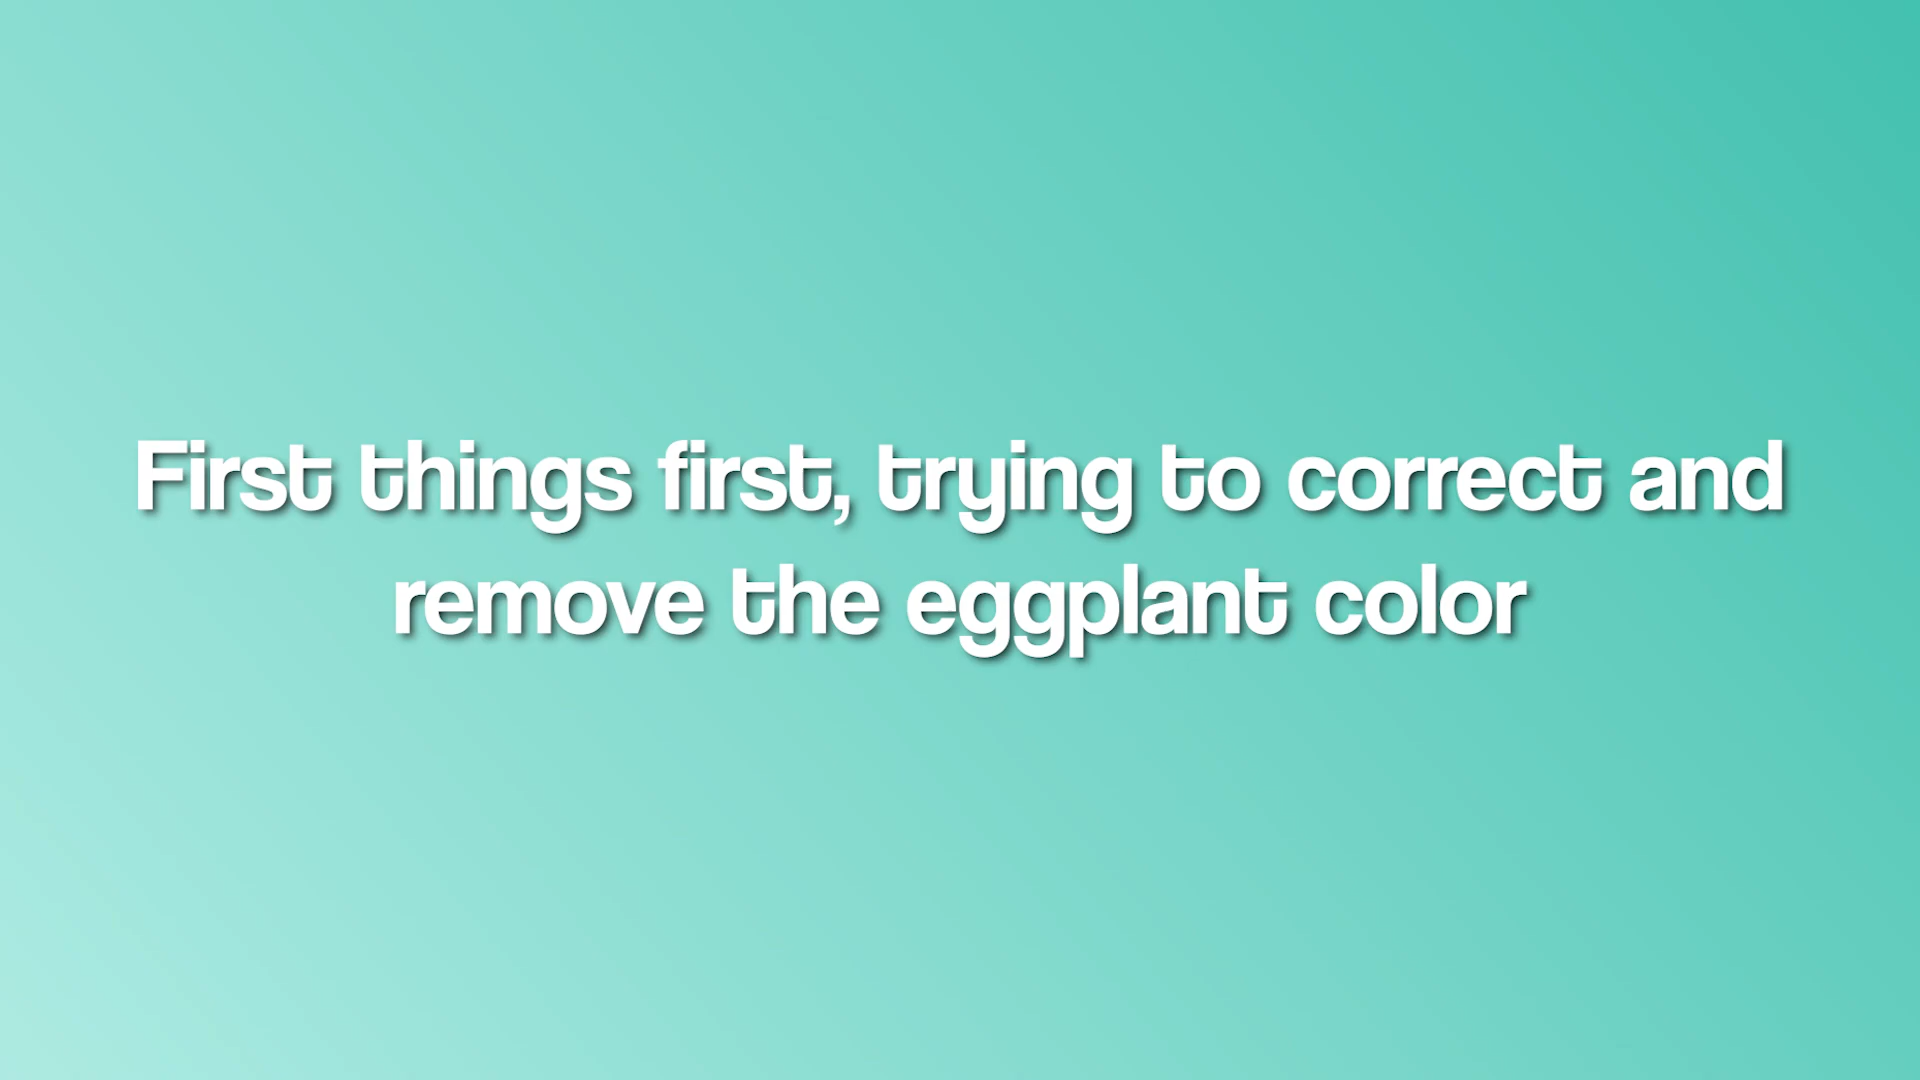 First things first, trying to correct and
remove the eggplant color